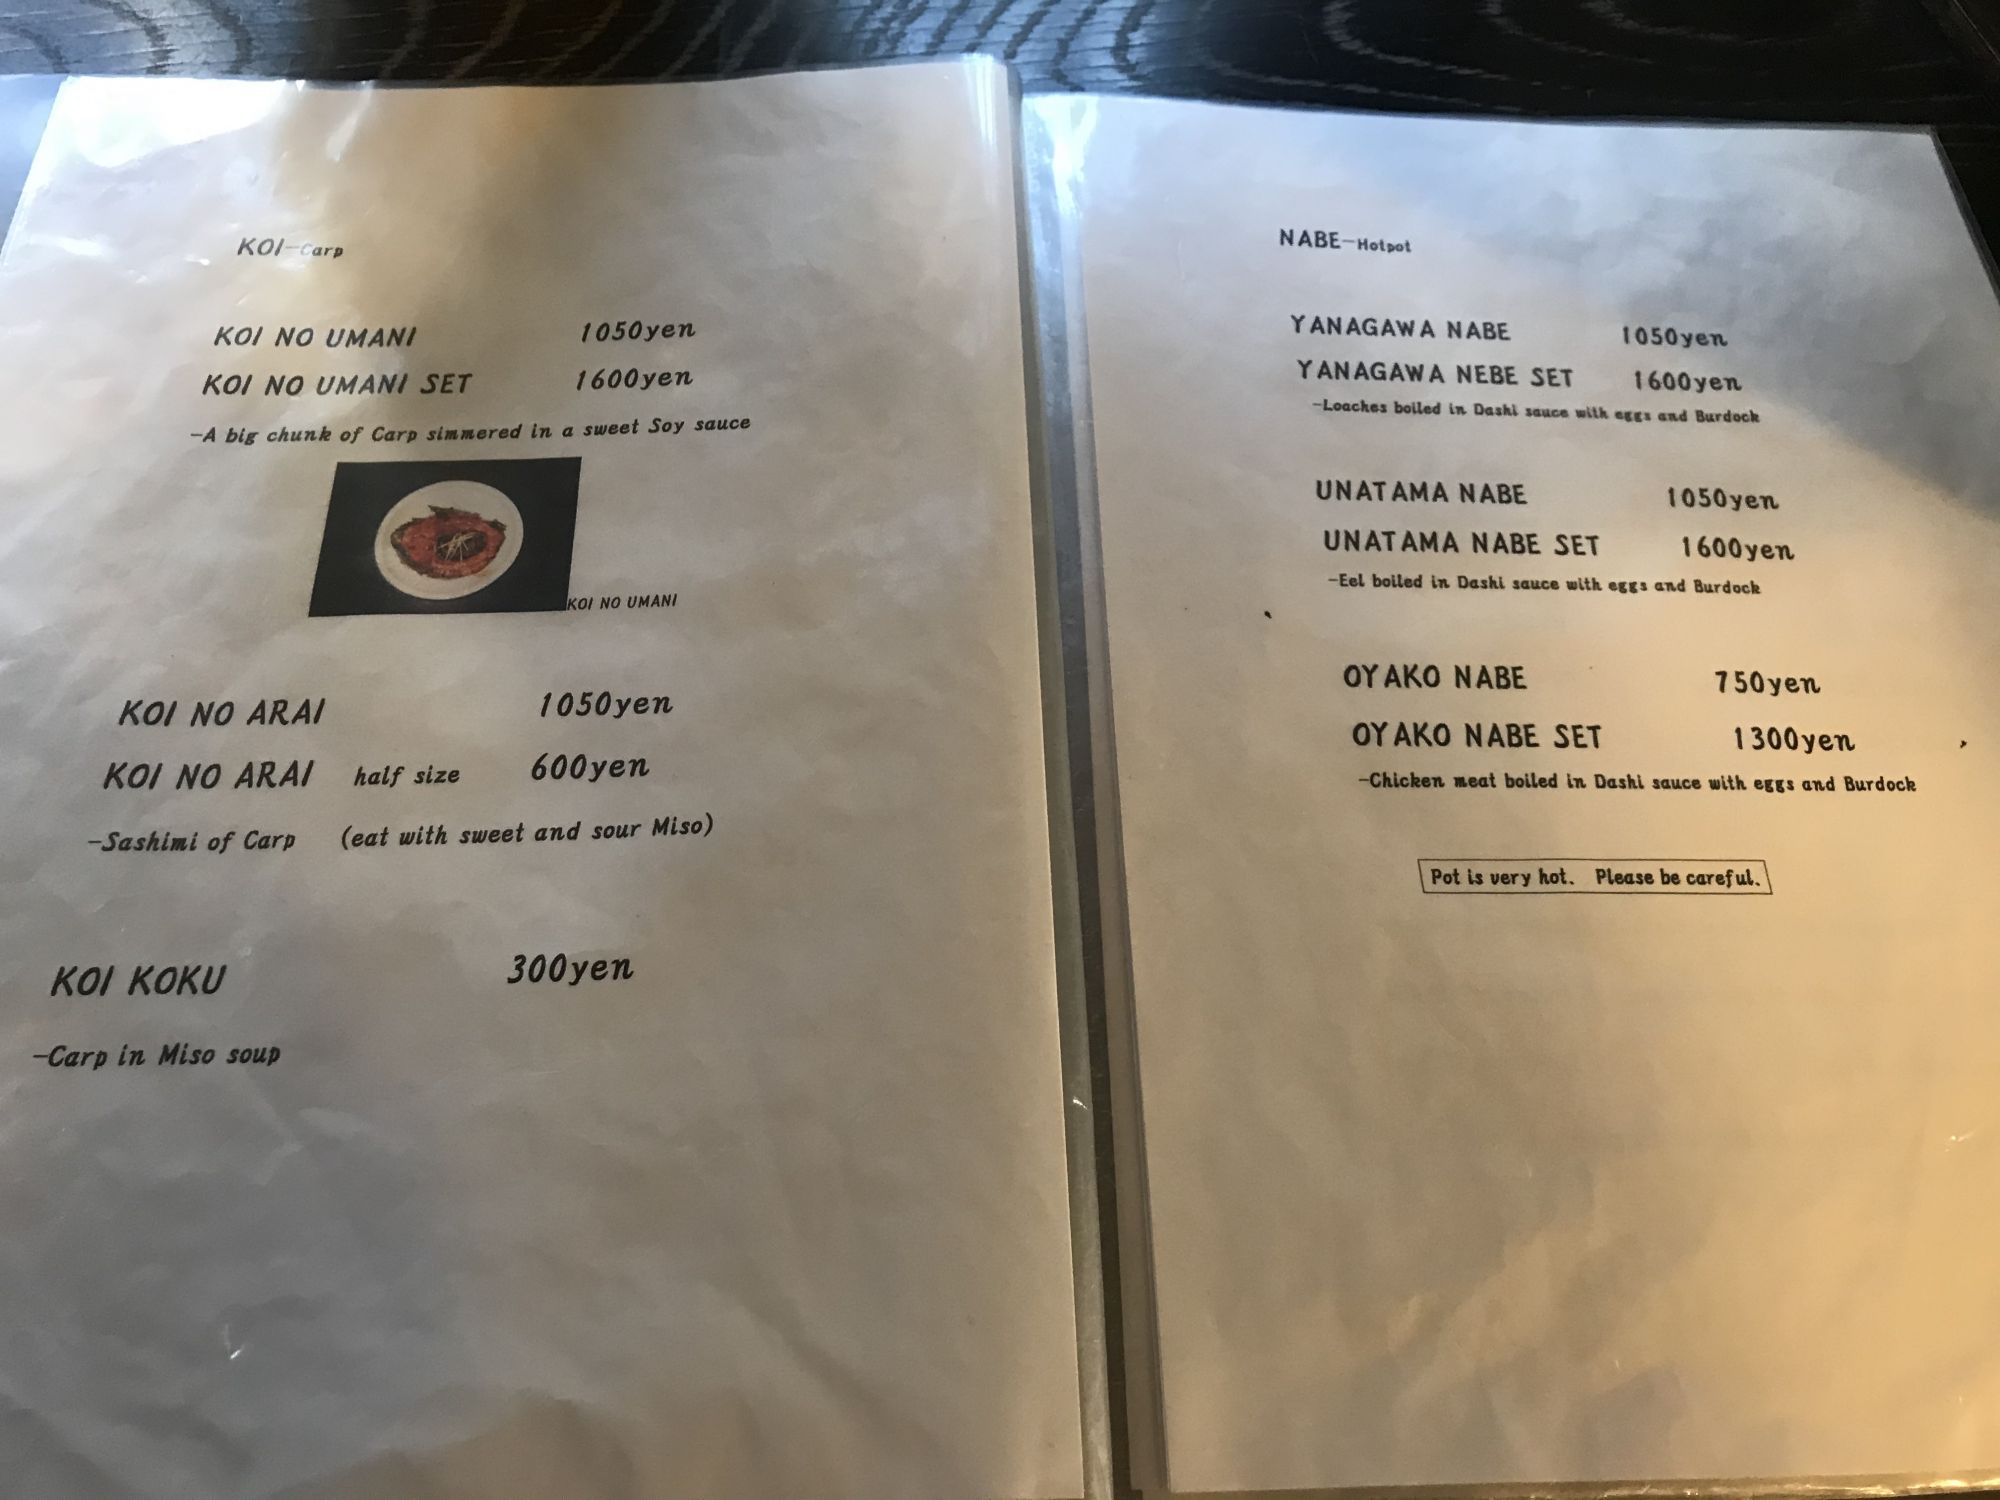 KOI-Carp
KOI NO UMANI 1050yen
KOI NO UMANI SET 1600yen
-A big chunk of Carp simmered in a sweet Soy sauce
KOI NO UMANI
KOI NO ARAI 1050yen
KOI NO ARAI half size 600yen
-Sashimi of Carp (eat with sweet and sour Miso)
KOI KOKU 300yen
-Carp in Miso soup
NABE-Hotpot
YANAGAWA NABE 1050yen
YANAGAWA NEBE SET 1600yen
-Loaches boiled in Dashi sauce with eggs and Burdock
UNATAMA NABE 1050yen
UNATAMA NABE SET 1600yen
-Eel boiled in Dashi sauce with eggs and Burdock
OYAKO NABE 750yen
OYAKO NABE SET 1300yen
-Chicken meat boiled in Dashi sauce with eggs and Burdock
Pot is very hot. Please be careful.